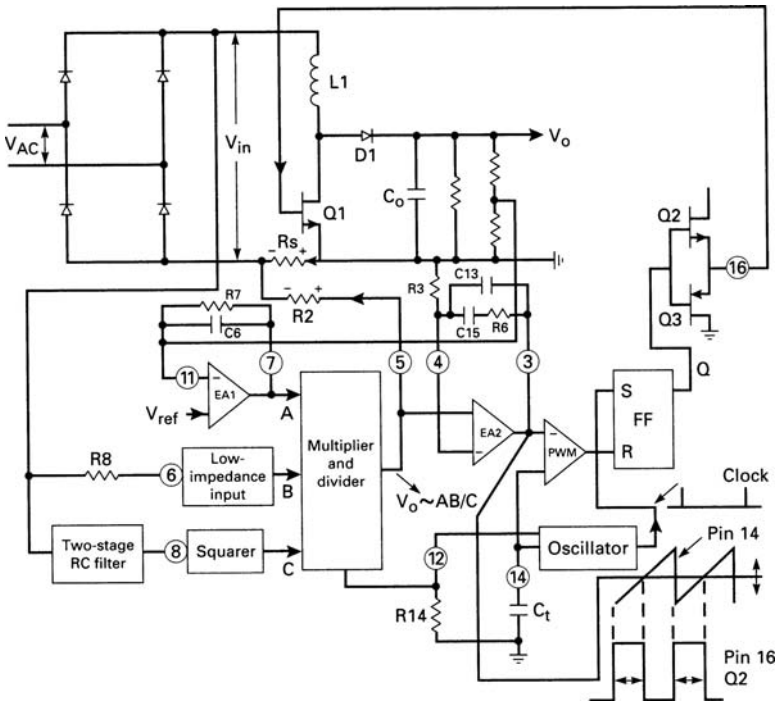 L1
V_AC
V_in
D1
V_o
C_o
Q1
Q2
Rs
- +
16
R3
C13
R2
- +
Q3
R7
C6
C15
R6
7
5
4
3
Q
11
-
EA1
A
V_ref
S
FF
R
Multiplier
and
divider
-
EA2
-
PWM
R8
6
Low-
impedance
input
B
V_o ~ AB/C
Clock
Two-stage
RC filter
8
Squarer
C
12
Oscillator
Pin 14
14
R14
C_t
Pin 16
Q2